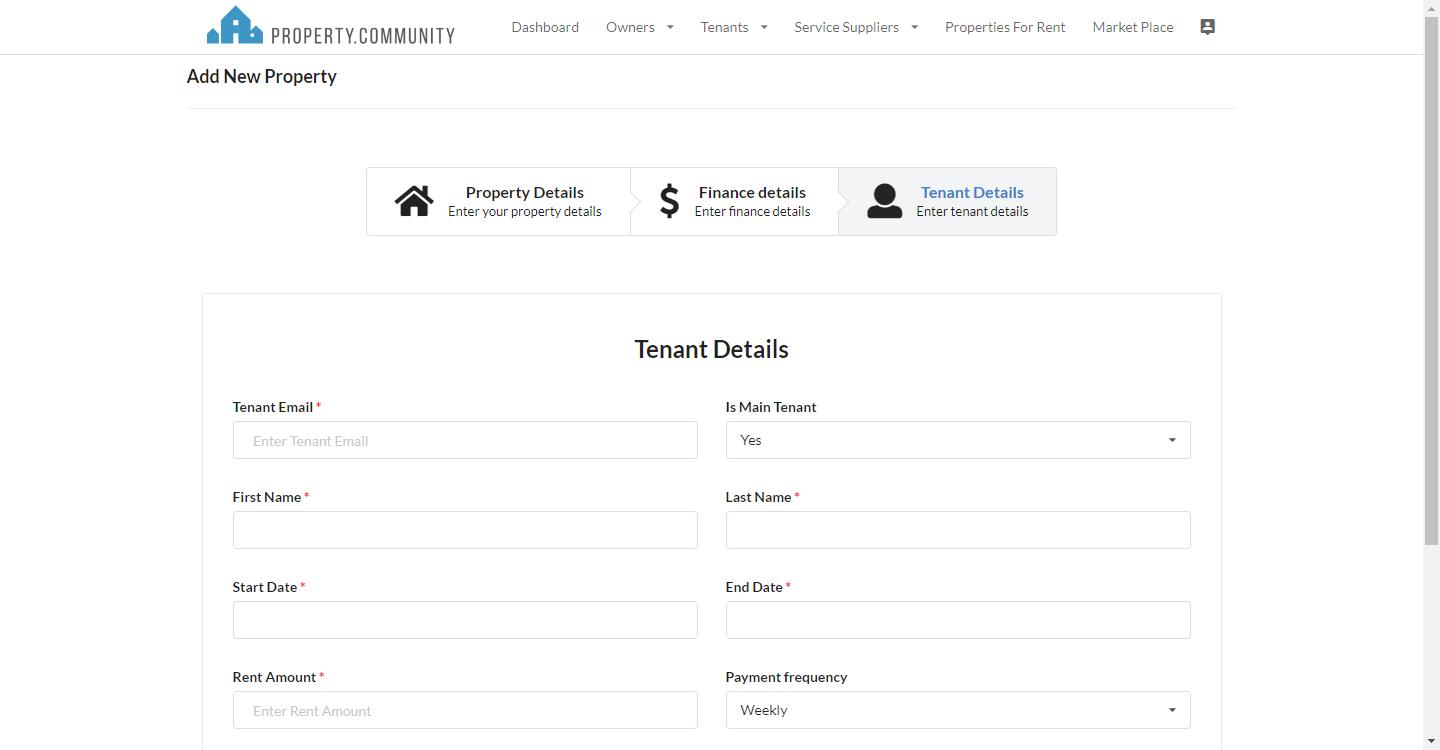 PROPERTY.COMMUNITY
Dashboard Owners Tenants Service Suppliers Properties For Rent Market Place
Add New Property
Property Details
Enter your property details
Finance details
Enter finance details
Tenant Details
Enter tenant details
Tenant Details
Tenant Email * Is Main Tenant
Enter Tenant Email Yes
First Name * Last Name *
Start Date * End Date *
Rent Amount * Payment frequency
Enter Rent Amount Weekly